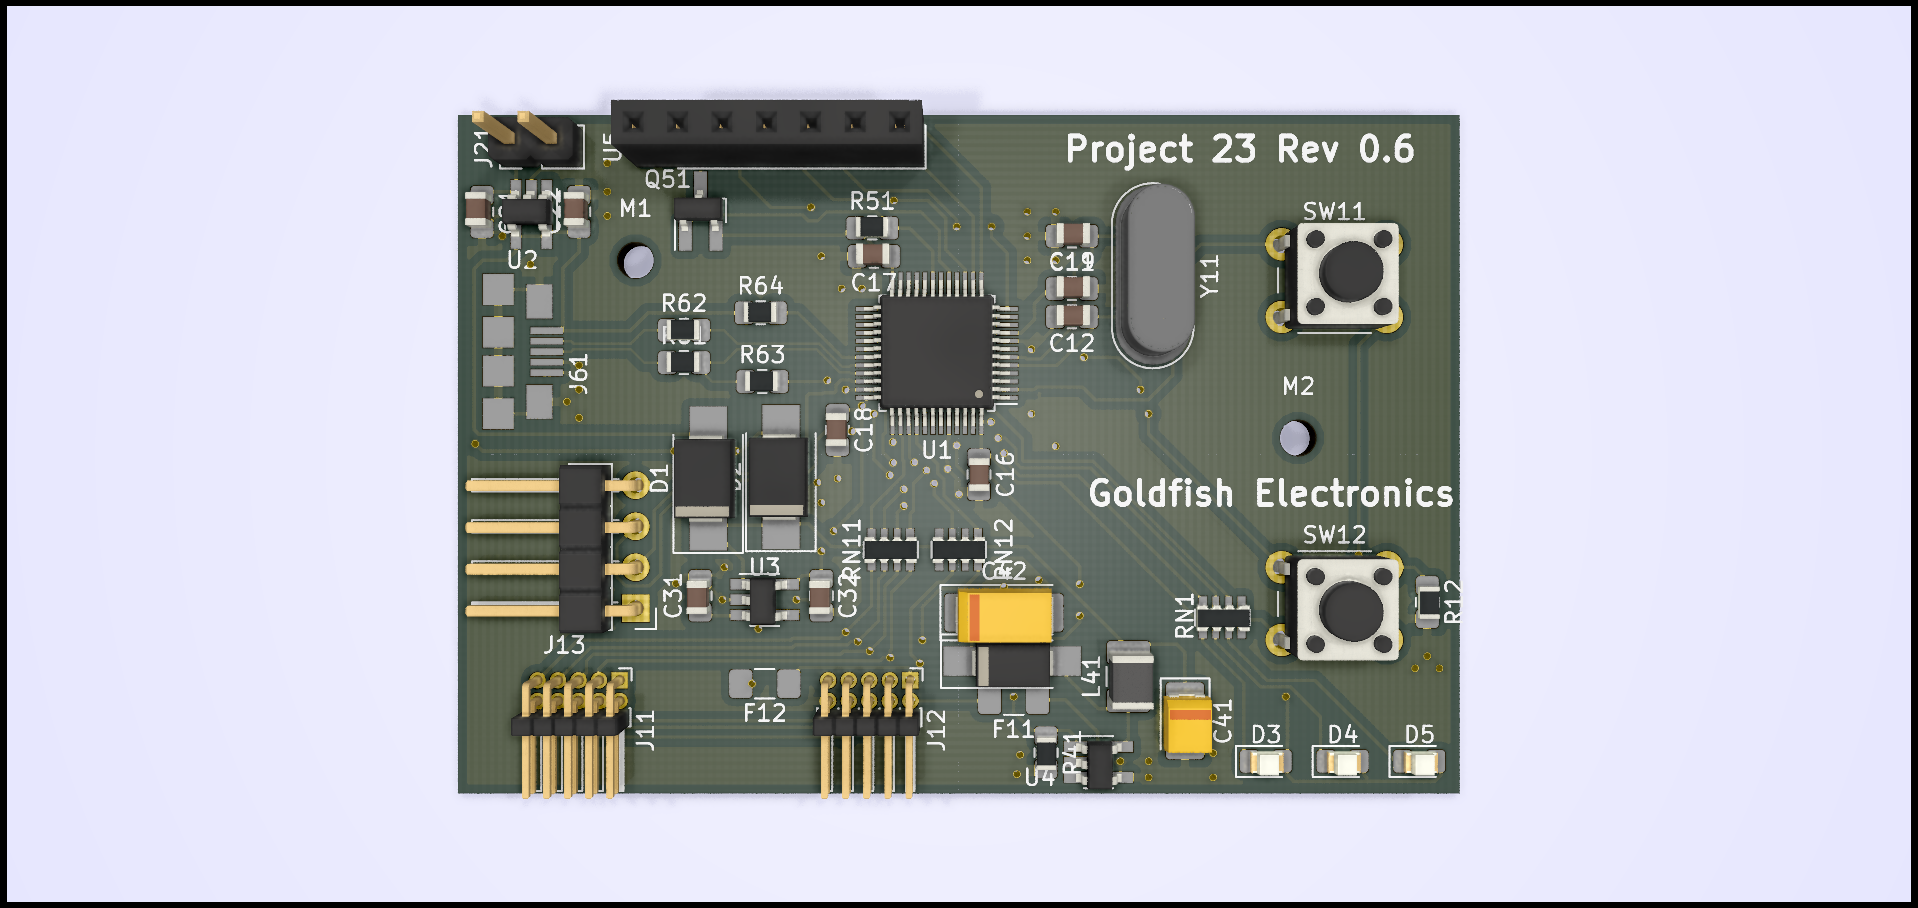 Project 23 Rev 0.6
J21
Q51
M1
R51
SW11
U2
C17
C19
Y11
R64
R62
R63
C12
J61
M2
C18
U1
D1
C16
Goldfish Electronics
SW12
RN11
RN12
U3
C42
C31
C32
RN1
R12
J13
L41
F12
J11
J12
F11
C41
R41
U4
D3
D4
D5